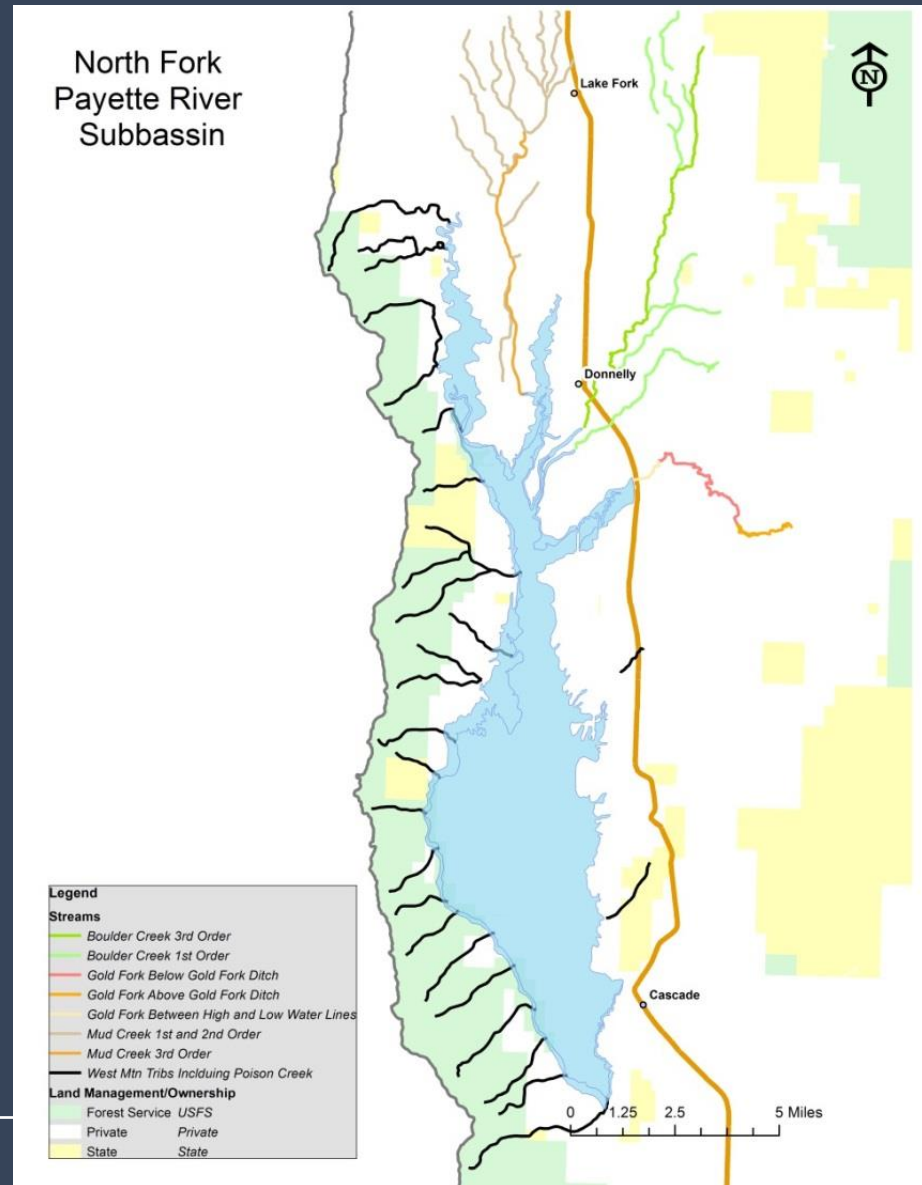 North Fork
Payette River
Subbassin
N
Lake Fork
Donnelly
Cascade
0 1.25 2.5 5 Miles
Legend
Streams
Boulder Creek 3rd Order
Boulder Creek 1st Order
Gold Fork Below Gold Fork Ditch
Gold Fork Above Gold Fork Ditch
Gold Fork Between High and Low Water Lines
Mud Creek 1st and 2nd Order
Mud Creek 3rd Order
West Mtn Tribs Inclduing Poison Creek
Land Management/Ownership
Forest Service USFS
Private Private
State State